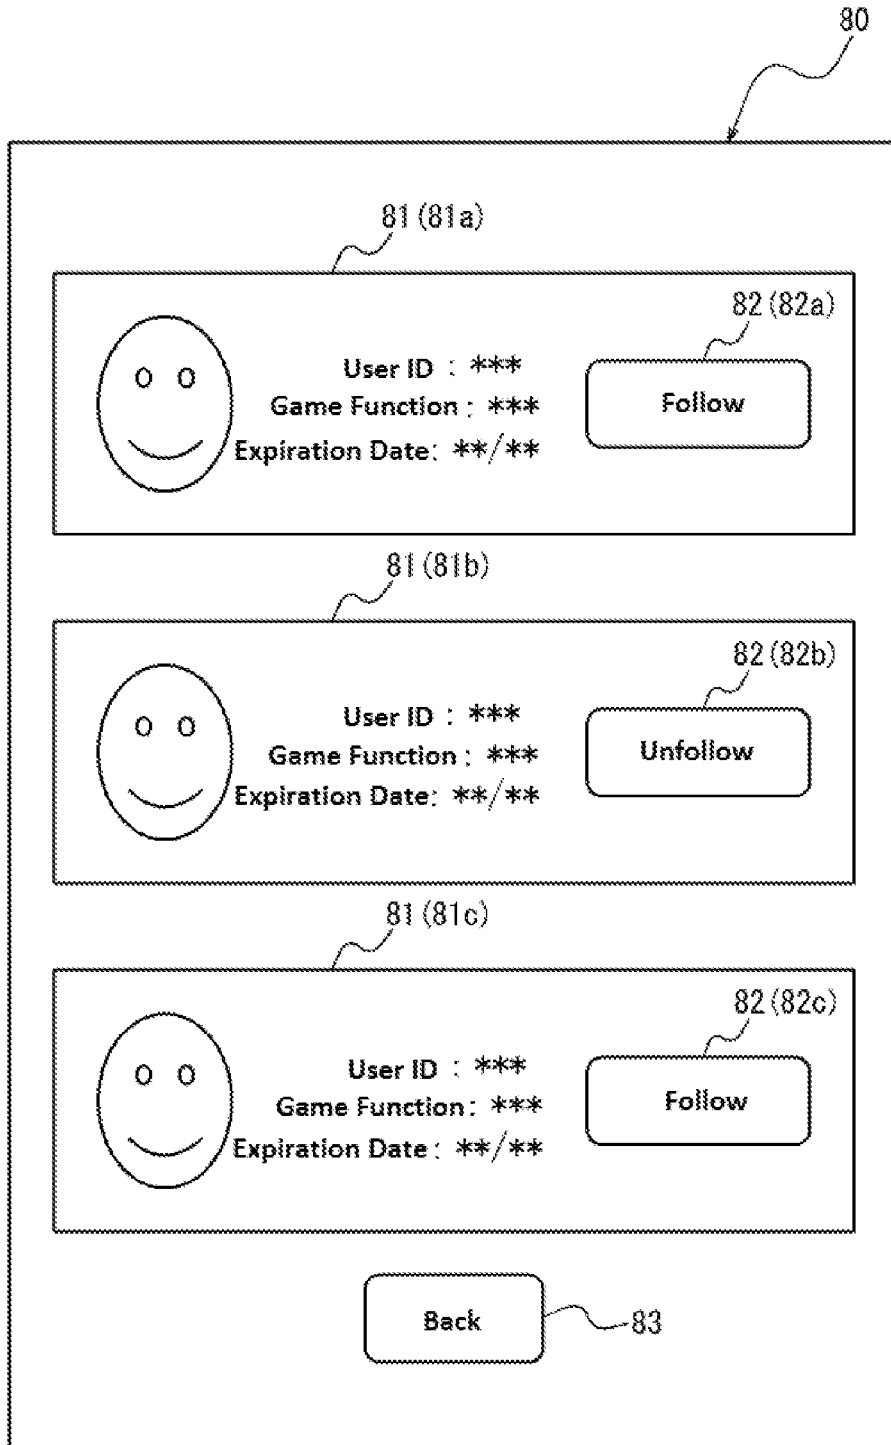 80
81(81a)
82(82a)
User ID : ***
Game Function : ***
Expiration Date: **/**
Follow
81(81b)
82(82b)
User ID : ***
Game Function : ***
Expiration Date: **/**
Unfollow
81(81c)
82(82c)
User ID : ***
Game Function : ***
Expiration Date : **/**
Follow
Back
83